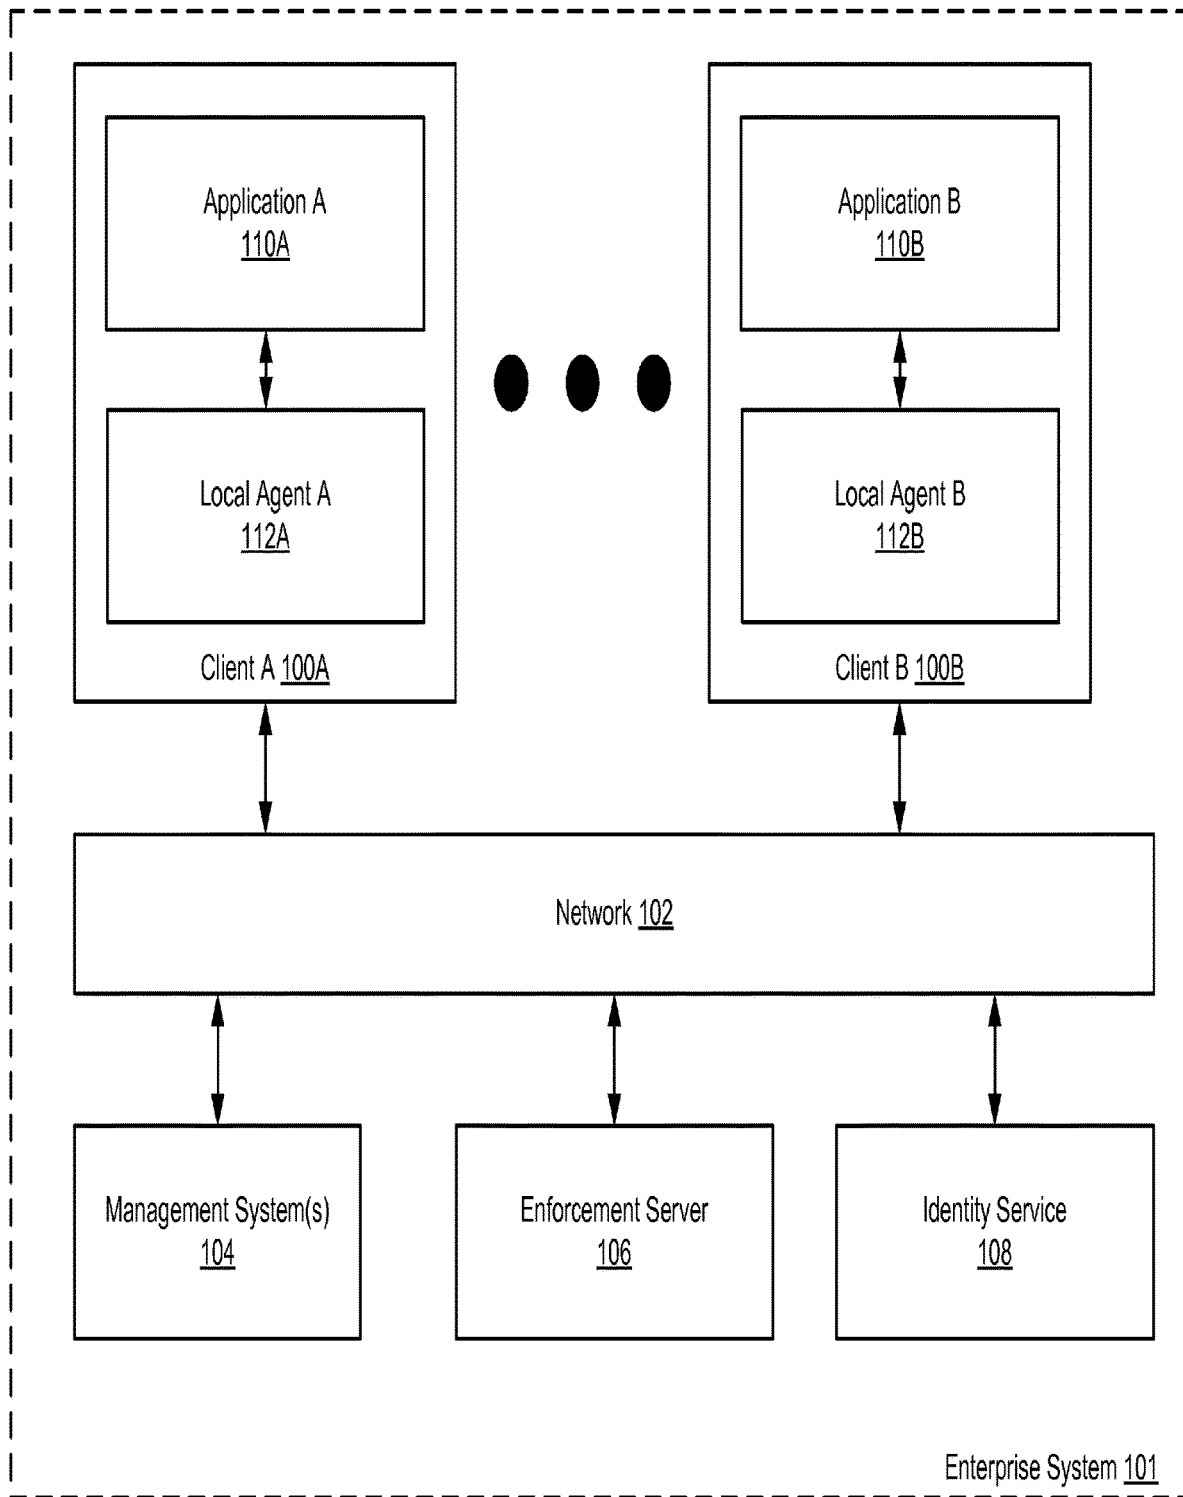 Application A
110A
Application B
110B
Local Agent A
112A
Local Agent B
112B
Client A 100A
Client B 100B
Network 102
Management System(s)
104
Enforcement Server
106
Identity Service
108
Enterprise System 101